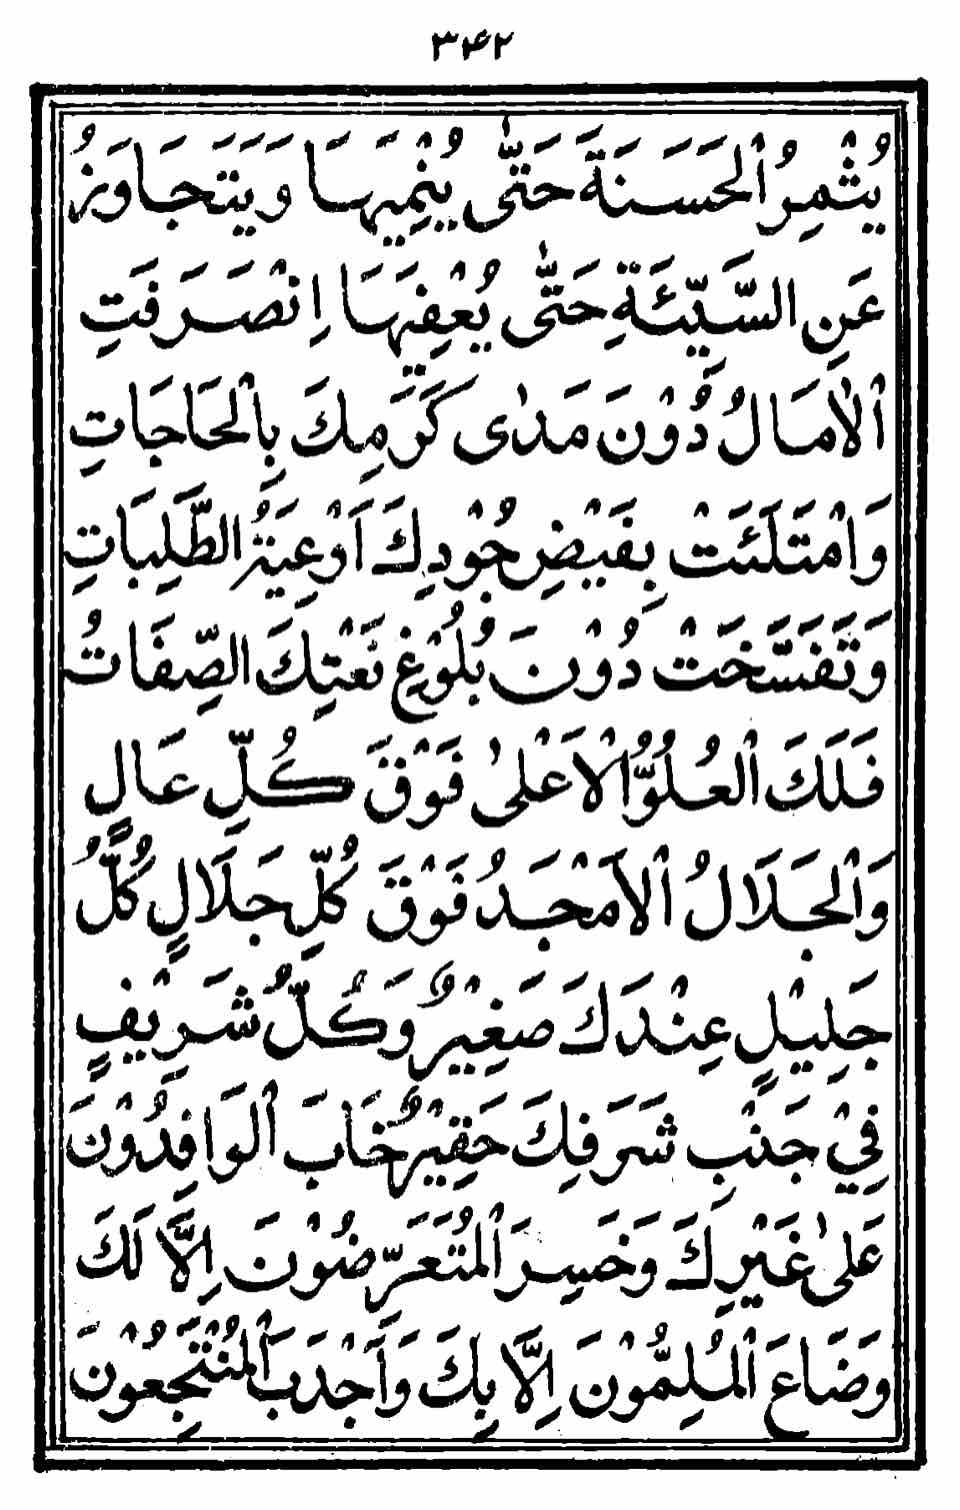 ۳۴۲
يُثْمِرُ الْحَسَنَةَ حَتّٰى يُنْمِيَهَا وَيَتَجَاوَزُ
عَنِ السَّيِّئَةِ حَتّٰى يُعْفِيَهَا اِنْصَرَفَتِ
الْاٰمَالُ دُوْنَ مَدٰى كَرَمِكَ بِالْحَاجَاتِ
وَامْتَلَئَتْ بِفَيْضِ جُوْدِكَ اَوْعِيَةُ الطَّلِبَاتِ
وَتَفَسَّخَتْ دُوْنَ بُلُوْغِ نَعْتِكَ الصِّفَاتُ
فَلَكَ الْعُلُوُّ الْاَعْلٰى فَوْقَ كُلِّ عَالٍ
وَالْجَلَالُ الْاَمْجَدُ فَوْقَ كُلِّ جَلَالٍ كُلُّ
جَلِيْلٍ عِنْدَكَ صَغِيْرٌ وَكُلُّ شَرِيْفٍ
فِيْ جَنْبِ شَرَفِكَ حَقِيْرٌ خَابَ الْوَافِدُوْنَ
عَلٰى غَيْرِكَ وَخَسِرَ الْمُتَعَرِّضُوْنَ اِلَّا لَكَ
وَضَاعَ الْمُلِمُّوْنَ اِلَّا بِكَ وَاَجْدَبَ الْمُنْتَجِعُوْنَ